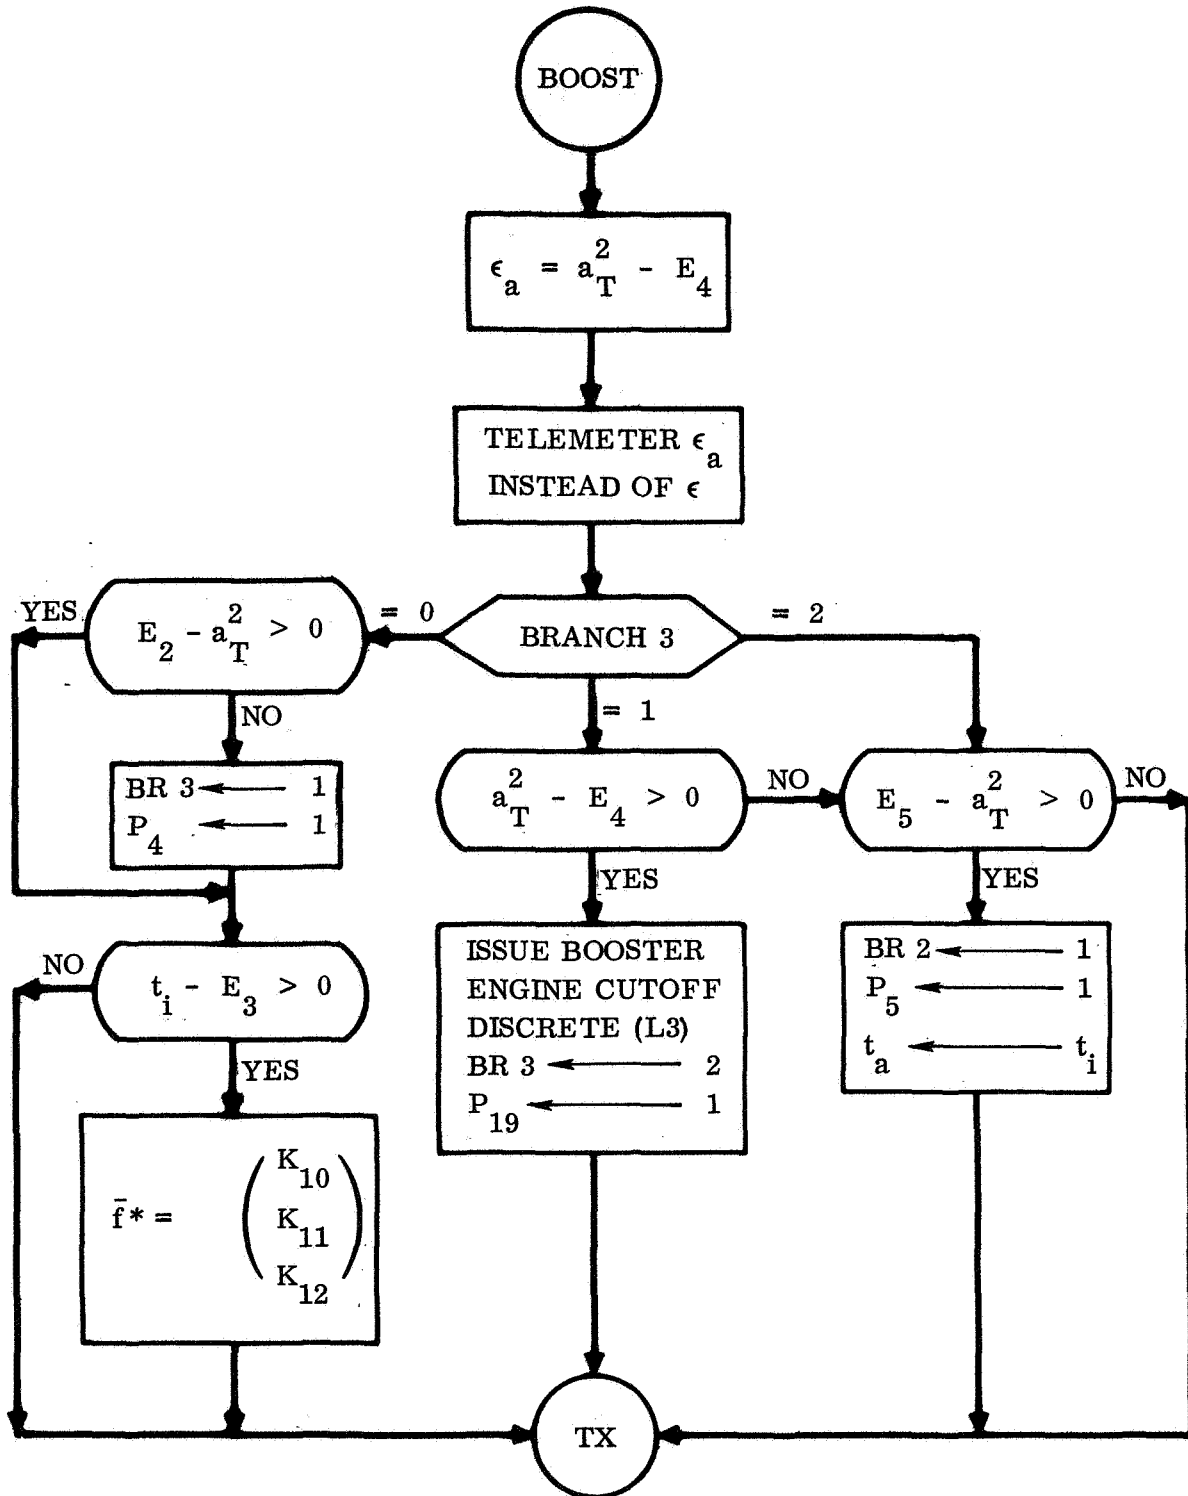 BOOST
ϵ_a = a_T^2 - E_4
TELEMETER ϵ_a
INSTEAD OF ϵ
YES
E_2 - a_T^2 > 0
= 0
BRANCH 3
= 2
NO
= 1
BR 3 ← 1
P_4 ← 1
a_T^2 - E_4 > 0
NO
E_5 - a_T^2 > 0
NO
YES
YES
NO
t_i - E_3 > 0
YES
ISSUE BOOSTER
ENGINE CUTOFF
DISCRETE (L3)
BR 3 ← 2
P_19 ← 1
BR 2 ← 1
P_5 ← 1
t_a ← t_i
f̄* = (K_10
K_11
K_12)
TX